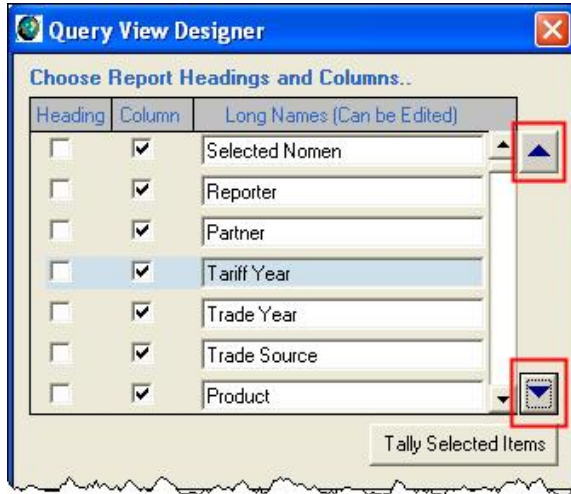 Query View Designer
Choose Report Headings and Columns..
Heading Column Long Names (Can be Edited)
Selected Nomen
Reporter
Partner
Tariff Year
Trade Year
Trade Source
Product
Tally Selected Items